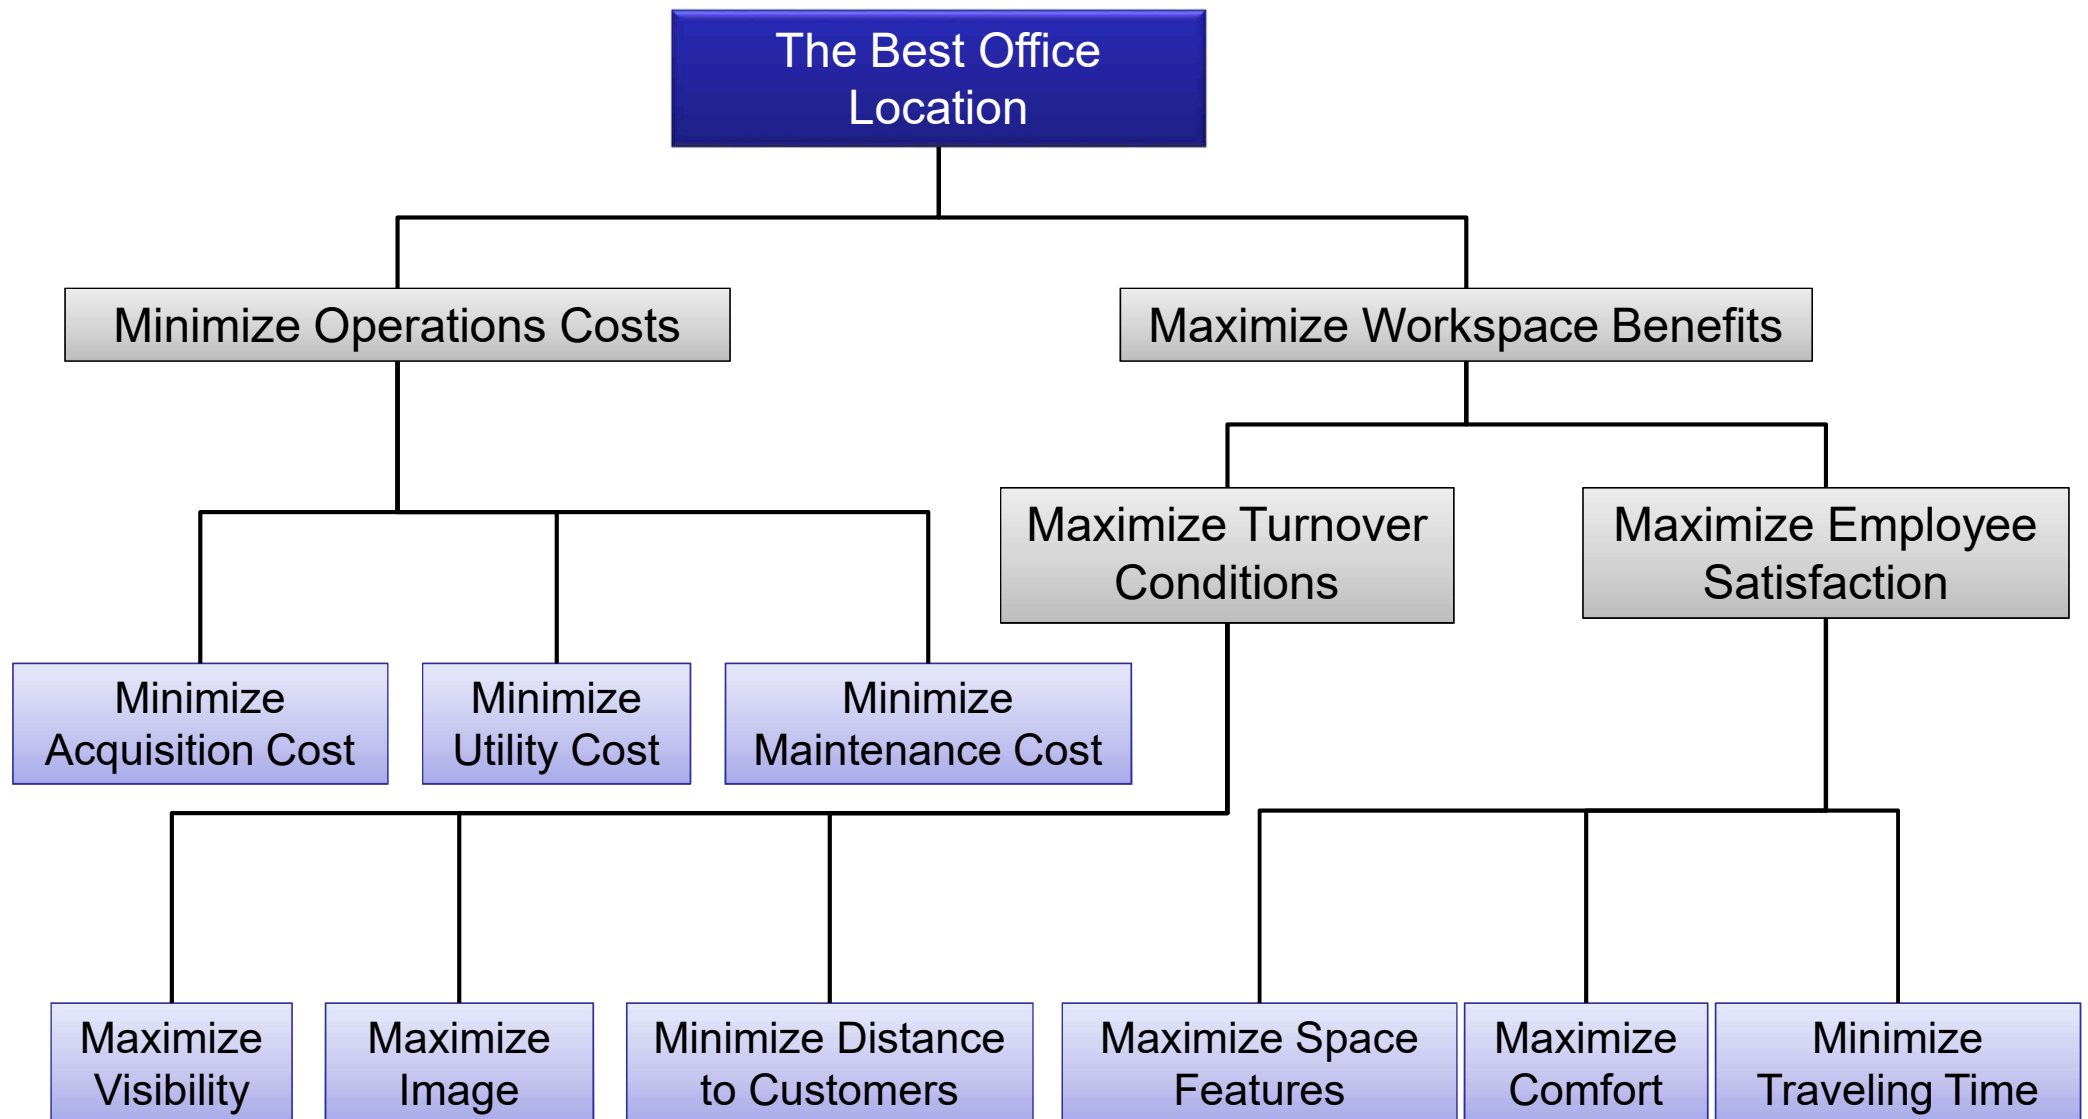 The Best Office
Location
Minimize Operations Costs
Maximize Workspace Benefits
Maximize Turnover
Conditions
Maximize Employee
Satisfaction
Minimize
Acquisition Cost
Minimize
Utility Cost
Minimize
Maintenance Cost
Maximize
Visibility
Maximize
Image
Minimize Distance
to Customers
Maximize Space
Features
Maximize
Comfort
Minimize
Traveling Time